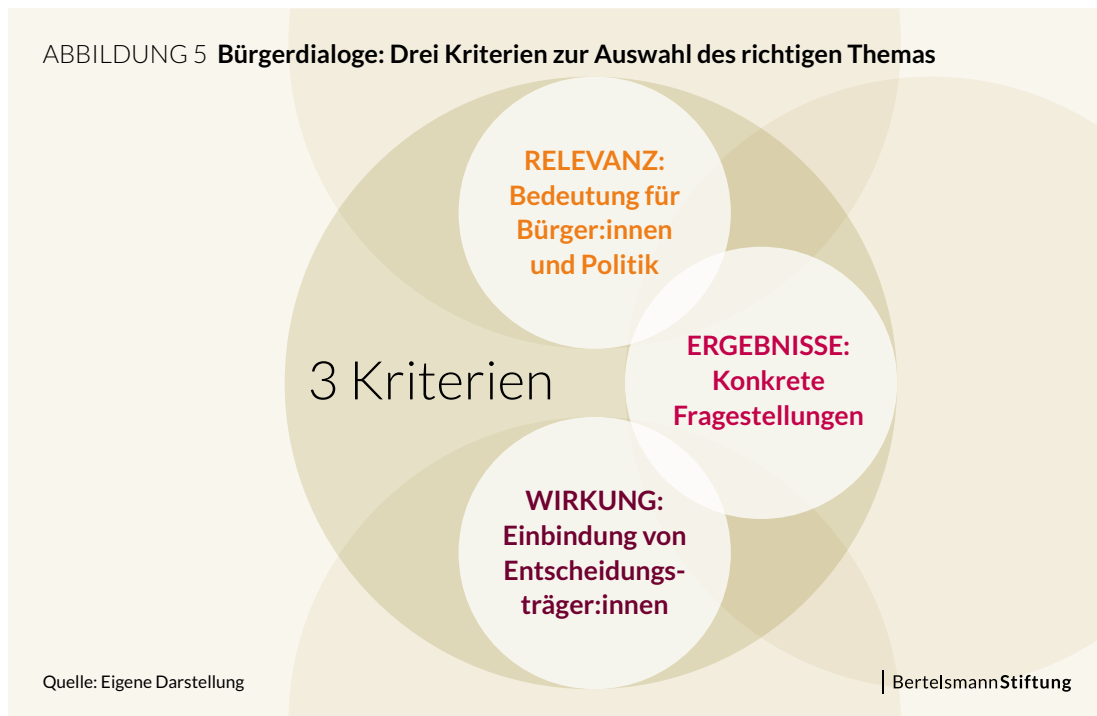 ABBILDUNG 5 Bürgerdialoge: Drei Kriterien zur Auswahl des richtigen Themas
RELEVANZ:
Bedeutung für
Bürger:innen
und Politik
3 Kriterien
ERGEBNISSE:
Konkrete
Fragestellungen
WIRKUNG:
Einbindung von
Entscheidungs-
träger:innen
Quelle: Eigene Darstellung
BertelsmannStiftung